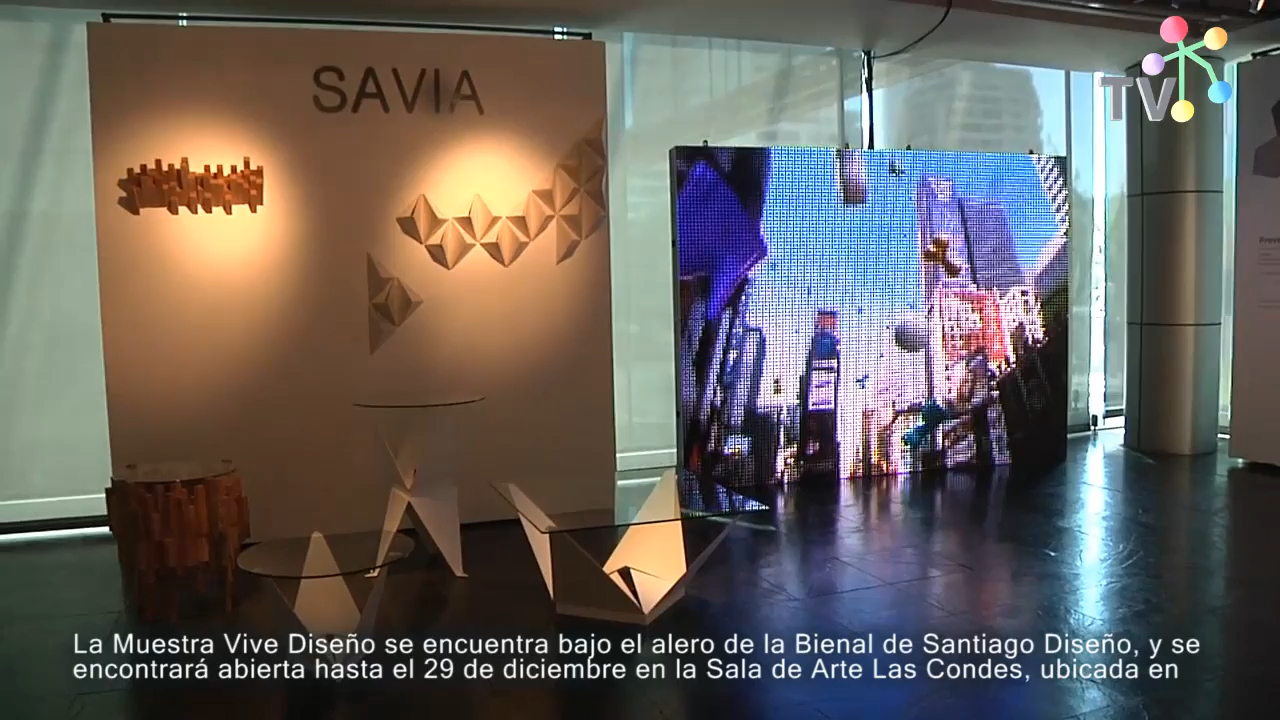 SAVIA
TV
La Muestra Vive Diseño se encuentra bajo el alero de la Bienal de Santiago Diseño, y se
encontrará abierta hasta el 29 de diciembre en la Sala de Arte Las Condes, ubicada en